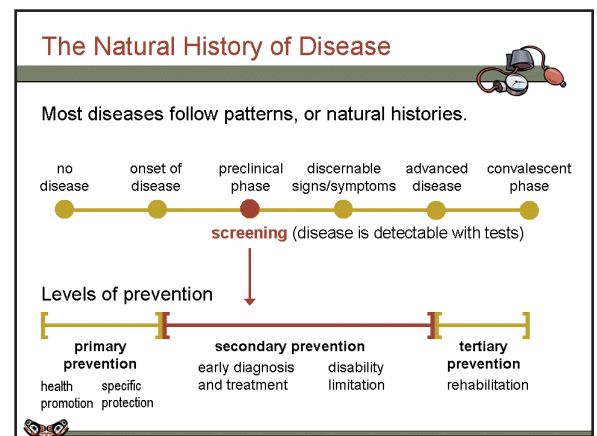 The Natural History of Disease
Most diseases follow patterns, or natural histories.
no disease
onset of disease
preclinical phase
discernable signs/symptoms
advanced disease
convalescent phase
screening (disease is detectable with tests)
Levels of prevention
primary prevention
health promotion
specific protection
secondary prevention
early diagnosis and treatment
disability limitation
tertiary prevention
rehabilitation